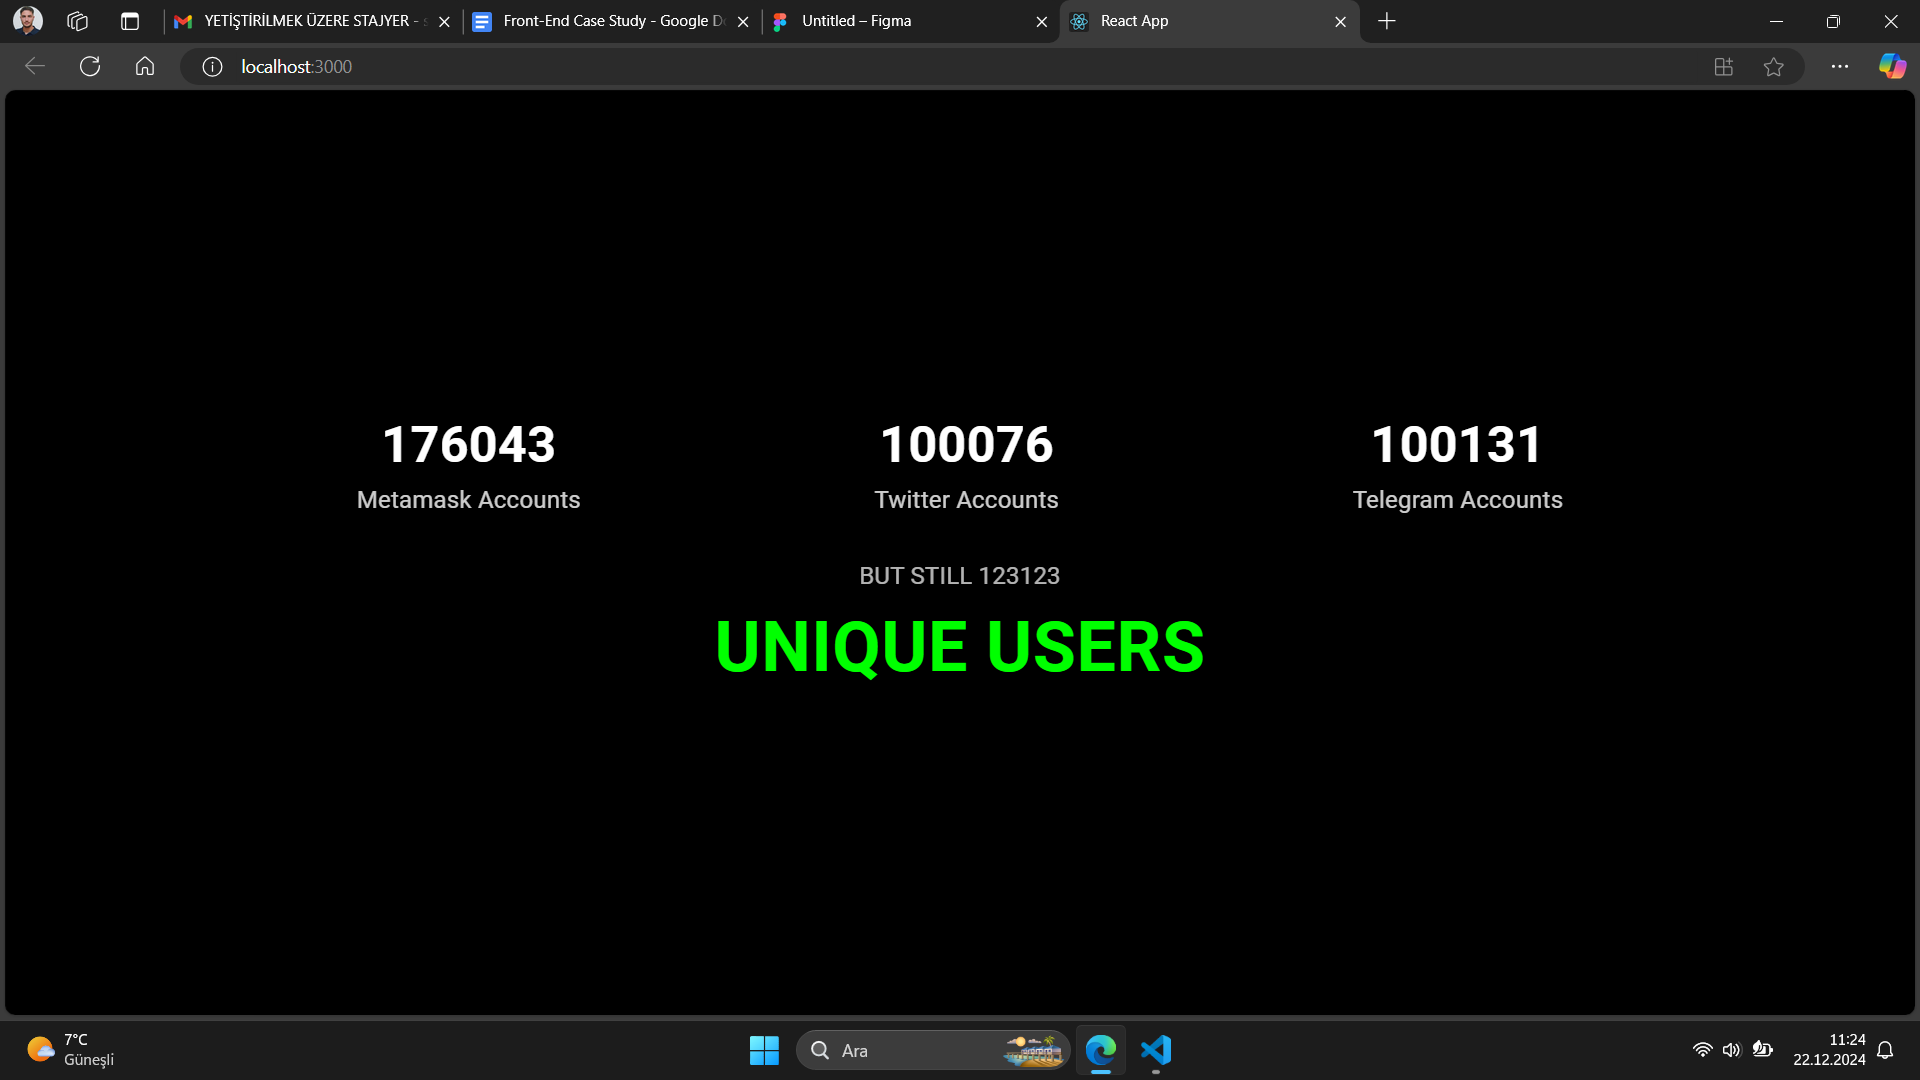 YETİŞTİRİLMEK ÜZERE STAJYER -
Front-End Case Study - Google
Untitled – Figma
React App
localhost:3000
176043
100076
100131
Metamask Accounts
Twitter Accounts
Telegram Accounts
BUT STILL 123123
UNIQUE USERS
7°C
Güneşli
Ara
11:24
22.12.2024